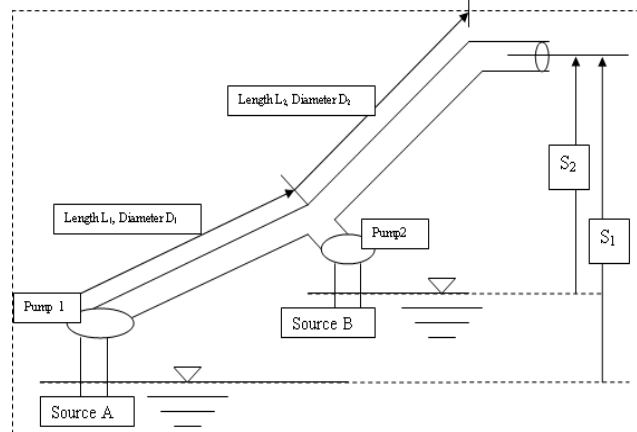 Length L₂, Diameter D₂
S₂
Length L₁, Diameter D₁
Pump2
S₁
Pump 1
Source B
Source A